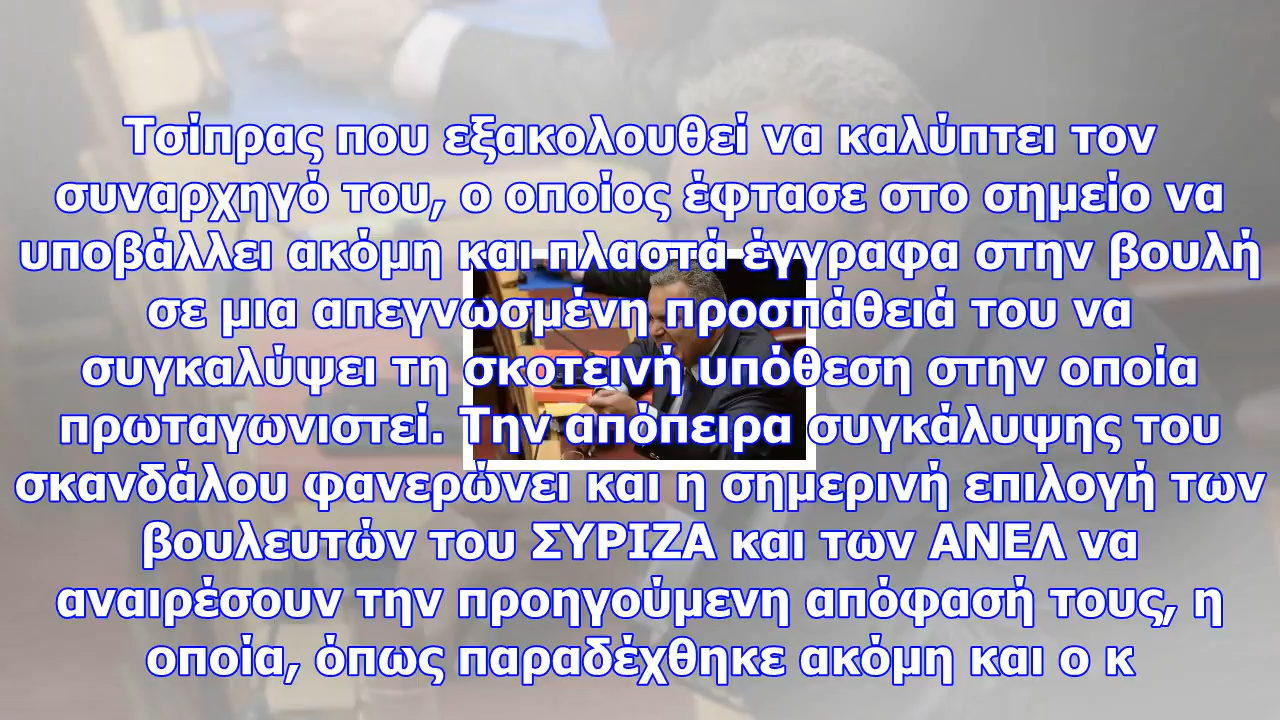 Τσίπρας που εξακολουθεί να καλύπτει τον
συναρχηγό του, ο οποίος έφτασε στο σημείο να
υποβάλλει ακόμη και πλαστά έγγραφα στην βουλή
σε μια απεγνωσμένη προσπάθειά του να
συγκαλύψει τη σκοτεινή υπόθεση στην οποία
πρωταγωνιστεί. Την απόπειρα συγκάλυψης του
σκανδάλου φανερώνει και η σημερινή επιλογή των
βουλευτών του ΣΥΡΙΖΑ και των ΑΝΕΛ να
αναιρέσουν την προηγούμενη απόφασή τους, η
οποία, όπως παραδέχθηκε ακόμη και ο κ